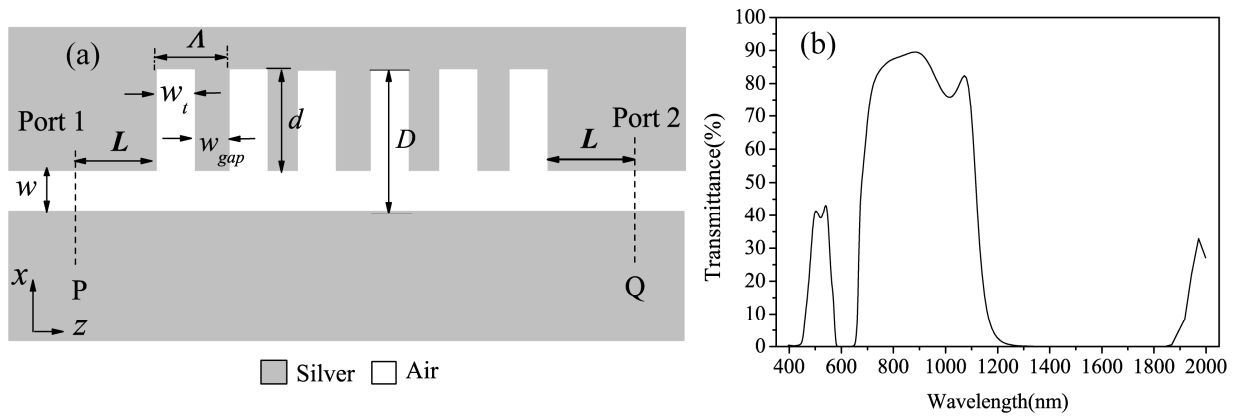 (a)
Λ
w_t
d
D
Port 1
Port 2
L
w_gap
L
w
P
Q
x
z
Silver
Air
(b)
Transmittance(%)
100
90
80
70
60
50
40
30
20
10
0
400 600 800 1000 1200 1400 1600 1800 2000
Wavelength(nm)